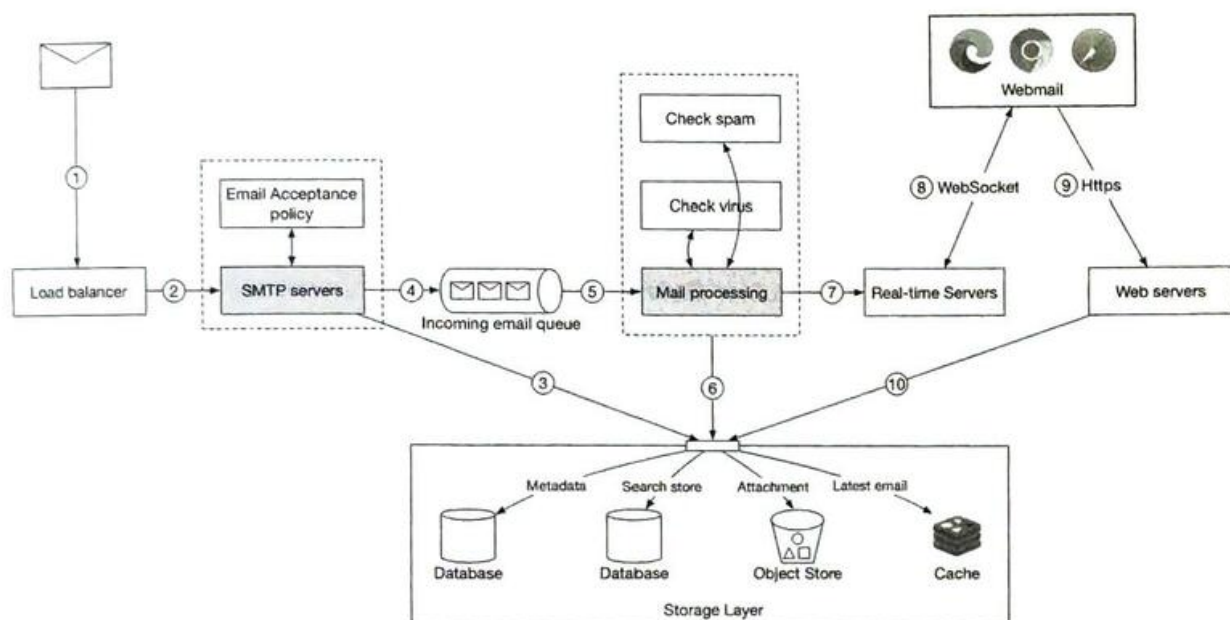 Webmail
Check spam
1
8 WebSocket
9 Https
Email Acceptance
policy
Check virus
Load balancer
2
SMTP servers
4
Incoming email queue
5
Mail processing
7
Real-time Servers
Web servers
3
6
10
Metadata
Search store
Attachment
Latest email
Database
Database
Object Store
Cache
Storage Layer